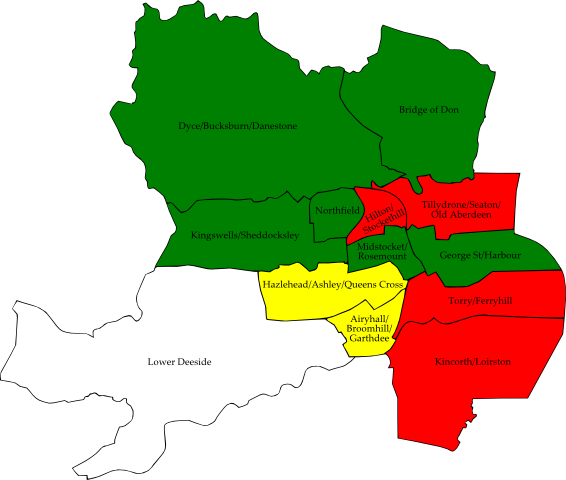 Bridge of Don
Dyce/Bucksburn/Danestone
Tillydrone/Seaton/
Old Aberdeen
Northfield
Hilton/
Stockethill
Kingswells/Sheddocksley
Midstocket/
Rosemount
George St/Harbour
Hazlehead/Ashley/Queens Cross
Torry/Ferryhill
Airyhall/
Broomhill/
Garthdee
Lower Deeside
Kincorth/Loirston